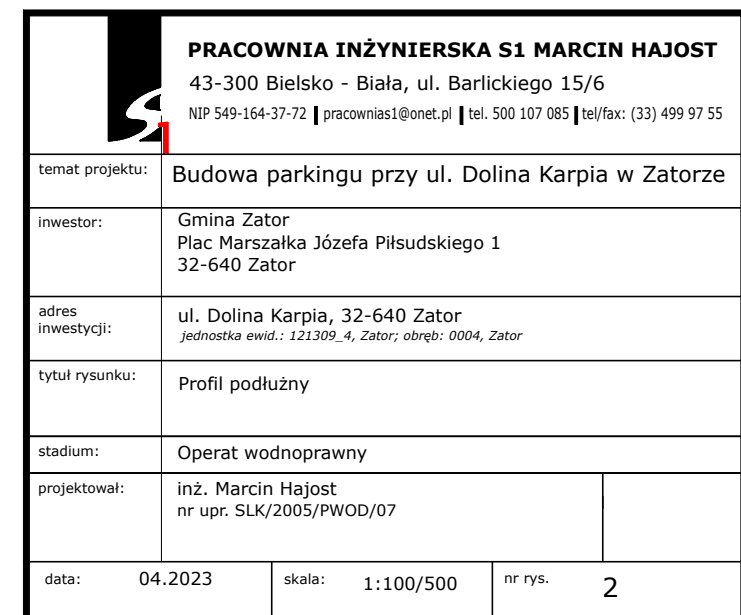 S1
PRACOWNIA INŻYNIERSKA S1 MARCIN HAJOST
43-300 Bielsko - Biała, ul. Barlickiego 15/6
NIP 549-164-37-72 | pracownias1@onet.pl | tel. 500 107 085 | tel/fax: (33) 499 97 55
temat projektu: Budowa parkingu przy ul. Dolina Karpia w Zatorze
inwestor: Gmina Zator
Plac Marszałka Józefa Piłsudskiego 1
32-640 Zator
adres
inwestycji:
ul. Dolina Karpia, 32-640 Zator
jednostka ewid.: 121309_4, Zator; obręb: 0004, Zator
tytuł rysunku: Profil podłużny
stadium: Operat wodnoprawny
projektował: inż. Marcin Hajost
nr upr. SLK/2005/PWOD/07
data: 04.2023 skala: 1:100/500 nr rys. 2